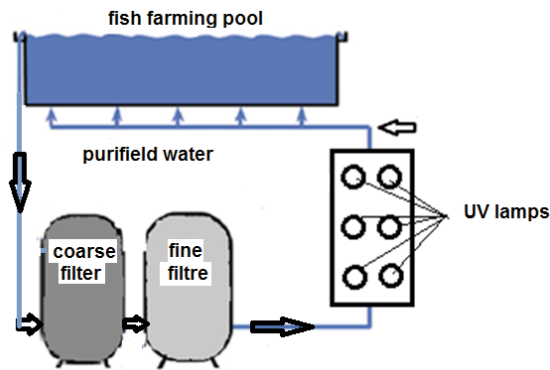 fish farming pool
purifield water
UV lamps
coarse
filter
fine
filtre